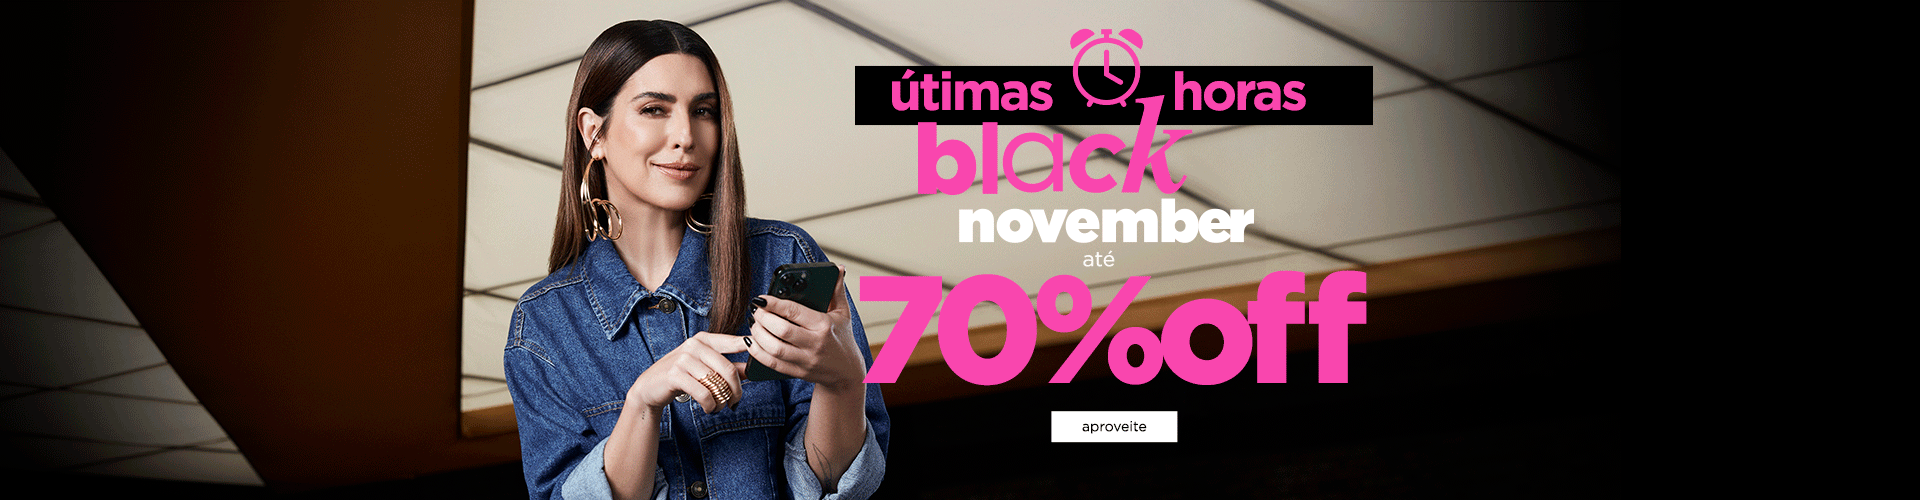 útimas horas
black
november
até
70%off
aproveite